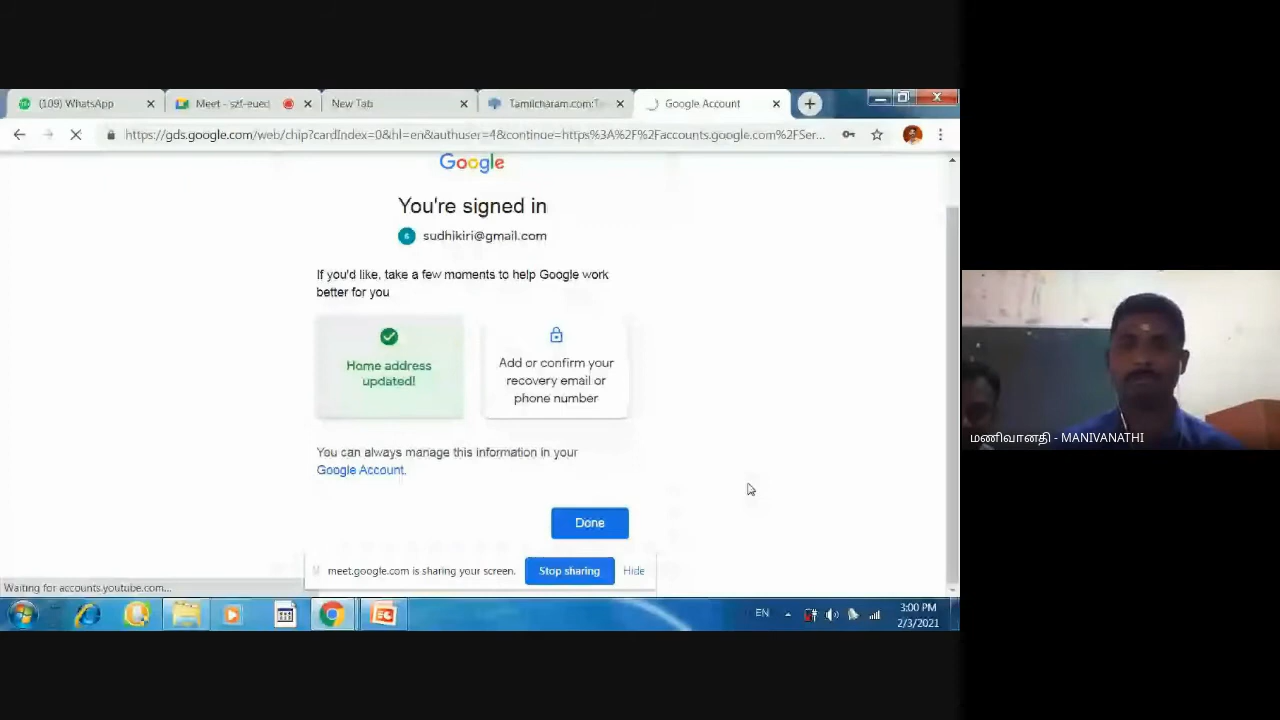 (109) WhatsApp
Meet - szf-eued
New Tab
Tamilcharam.com:Te
Google Account
https://gds.google.com/web/chip?cardIndex=0&hl=en&authuser=4&continue=https%3A%2F%2Faccounts.google.com%2FSer...
Google
You're signed in
sudhikiri@gmail.com
If you'd like, take a few moments to help Google work
better for you
Home address
updated!
Add or confirm your
recovery email or
phone number
You can always manage this information in your
Google Account.
Done
meet.google.com is sharing your screen.
Stop sharing
Hide
Waiting for accounts.youtube.com...
EN
3:00 PM
2/3/2021
மணிவானதி - MANIVANATHI